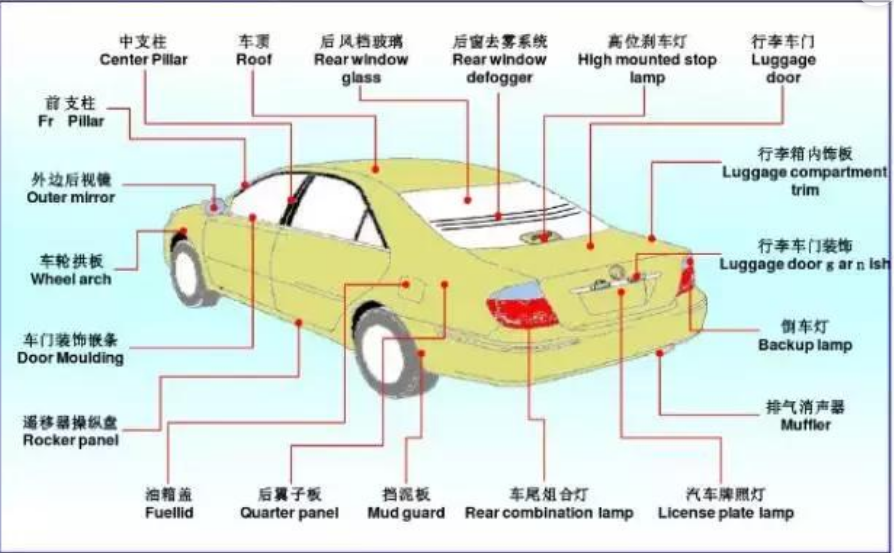 中支柱
Center Pillar
车顶
Roof
后风档玻璃
Rear window
glass
后窗去雾系统
Rear window
defogger
高位刹车灯
High mounted stop
lamp
行李车门
Luggage
door
前支柱
Fr Pillar
外边后视镜
Outer mirror
车轮拱板
Wheel arch
车门装饰嵌条
Door Moulding
遥移器操纵盘
Rocker panel
行李箱内饰板
Luggage compartment
trim
行李车门装饰
Luggage door g ar n ish
倒车灯
Backup lamp
排气消声器
Muffler
油箱盖
Fuellid
后翼子板
Quarter panel
挡泥板
Mud guard
车尾组合灯
Rear combination lamp
汽车牌照灯
License plate lamp